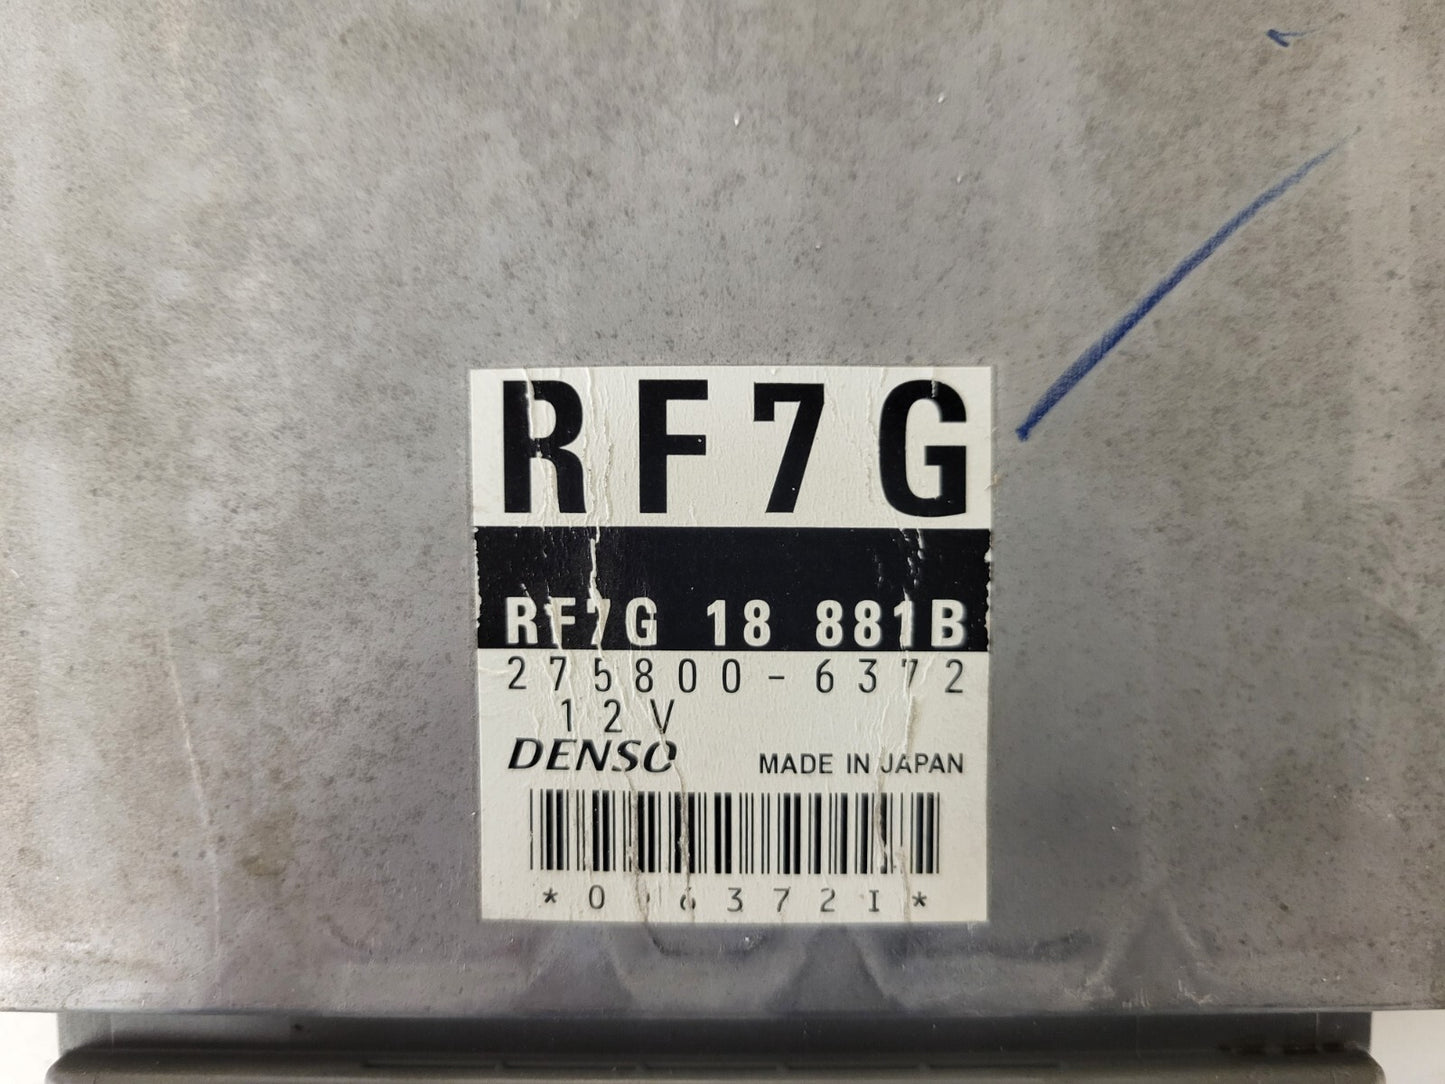 RF7G
RF7G 18 881B
275800-6372
12V
DENSO MADE IN JAPAN